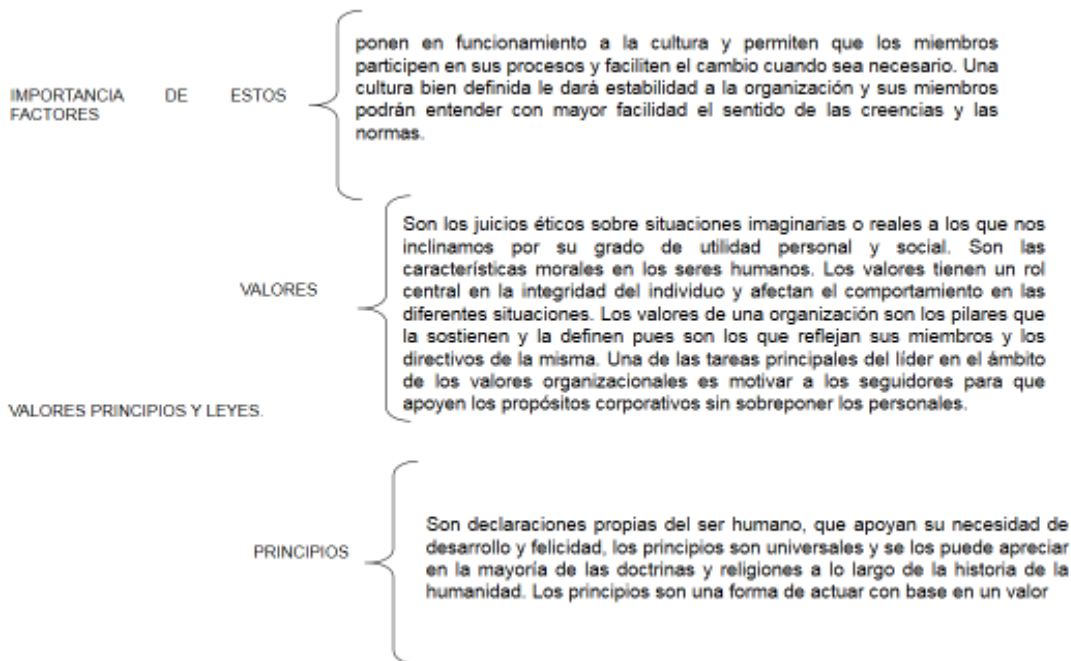 IMPORTANCIA DE ESTOS
FACTORES
ponen en funcionamiento a la cultura y permiten que los miembros
participen en sus procesos y faciliten el cambio cuando sea necesario. Una
cultura bien definida le dará estabilidad a la organización y sus miembros
podrán entender con mayor facilidad el sentido de las creencias y las
normas.
VALORES PRINCIPIOS Y LEYES.
VALORES
Son los juicios éticos sobre situaciones imaginarias o reales a los que nos
inclinamos por su grado de utilidad personal y social. Son las
características morales en los seres humanos. Los valores tienen un rol
central en la integridad del individuo y afectan el comportamiento en las
diferentes situaciones. Los valores de una organización son los pilares que
la sostienen y la definen pues son los que reflejan sus miembros y los
directivos de la misma. Una de las tareas principales del líder en el ámbito
de los valores organizacionales es motivar a los seguidores para que
apoyen los propósitos corporativos sin sobreponer los personales.
PRINCIPIOS
Son declaraciones propias del ser humano, que apoyan su necesidad de
desarrollo y felicidad, los principios son universales y se los puede apreciar
en la mayoría de las doctrinas y religiones a lo largo de la historia de la
humanidad. Los principios son una forma de actuar con base en un valor